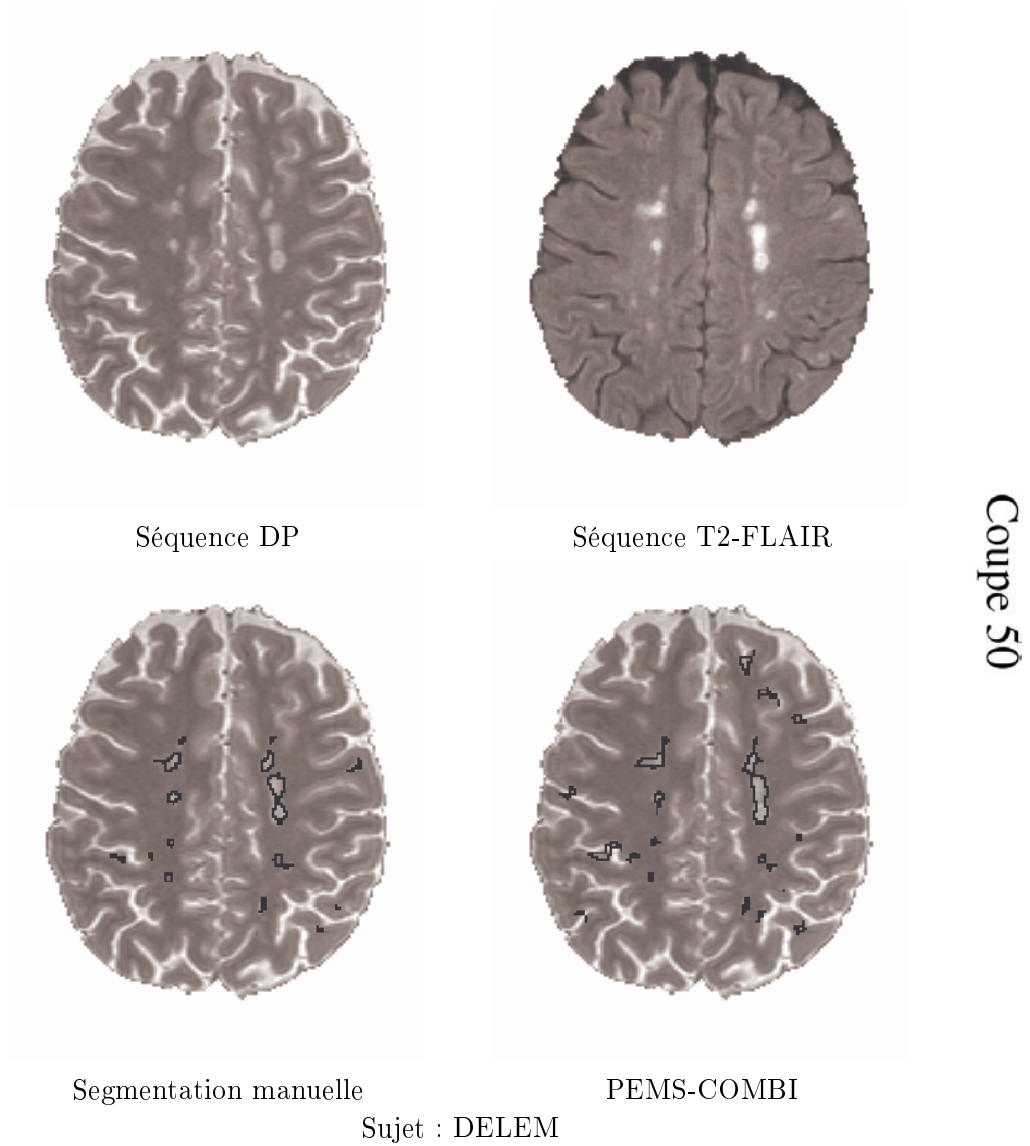 Séquence DP
Séquence T2-FLAIR
Coupe 50
Segmentation manuelle
PEMS-COMBI
Sujet : DELEM